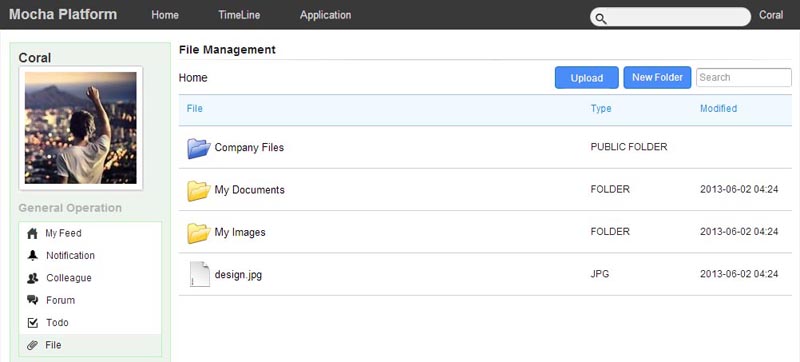 Mocha Platform Home TimeLine Application Coral
Coral
General Operation
My Feed
Notification
Colleague
Forum
Todo
File
File Management
Home Upload New Folder Search
File Type Modified
Company Files PUBLIC FOLDER
My Documents FOLDER 2013-06-02 04:24
My Images FOLDER 2013-06-02 04:24
design.jpg JPG 2013-06-02 04:24